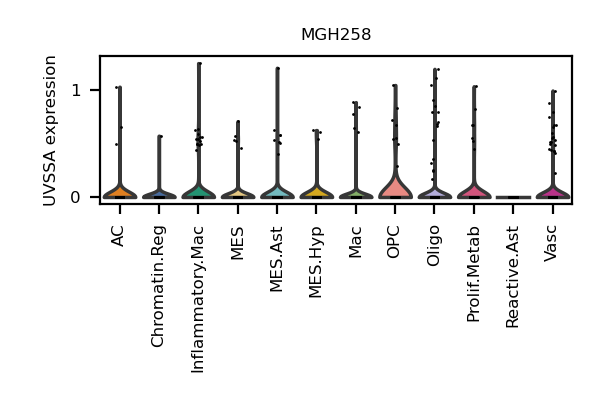 MGH258
UVSSA expression
1
0
AC
Chromatin.Reg
Inflammatory.Mac
MES
MES.Ast
MES.Hyp
Mac
OPC
Oligo
Prolif.Metab
Reactive.Ast
Vasc